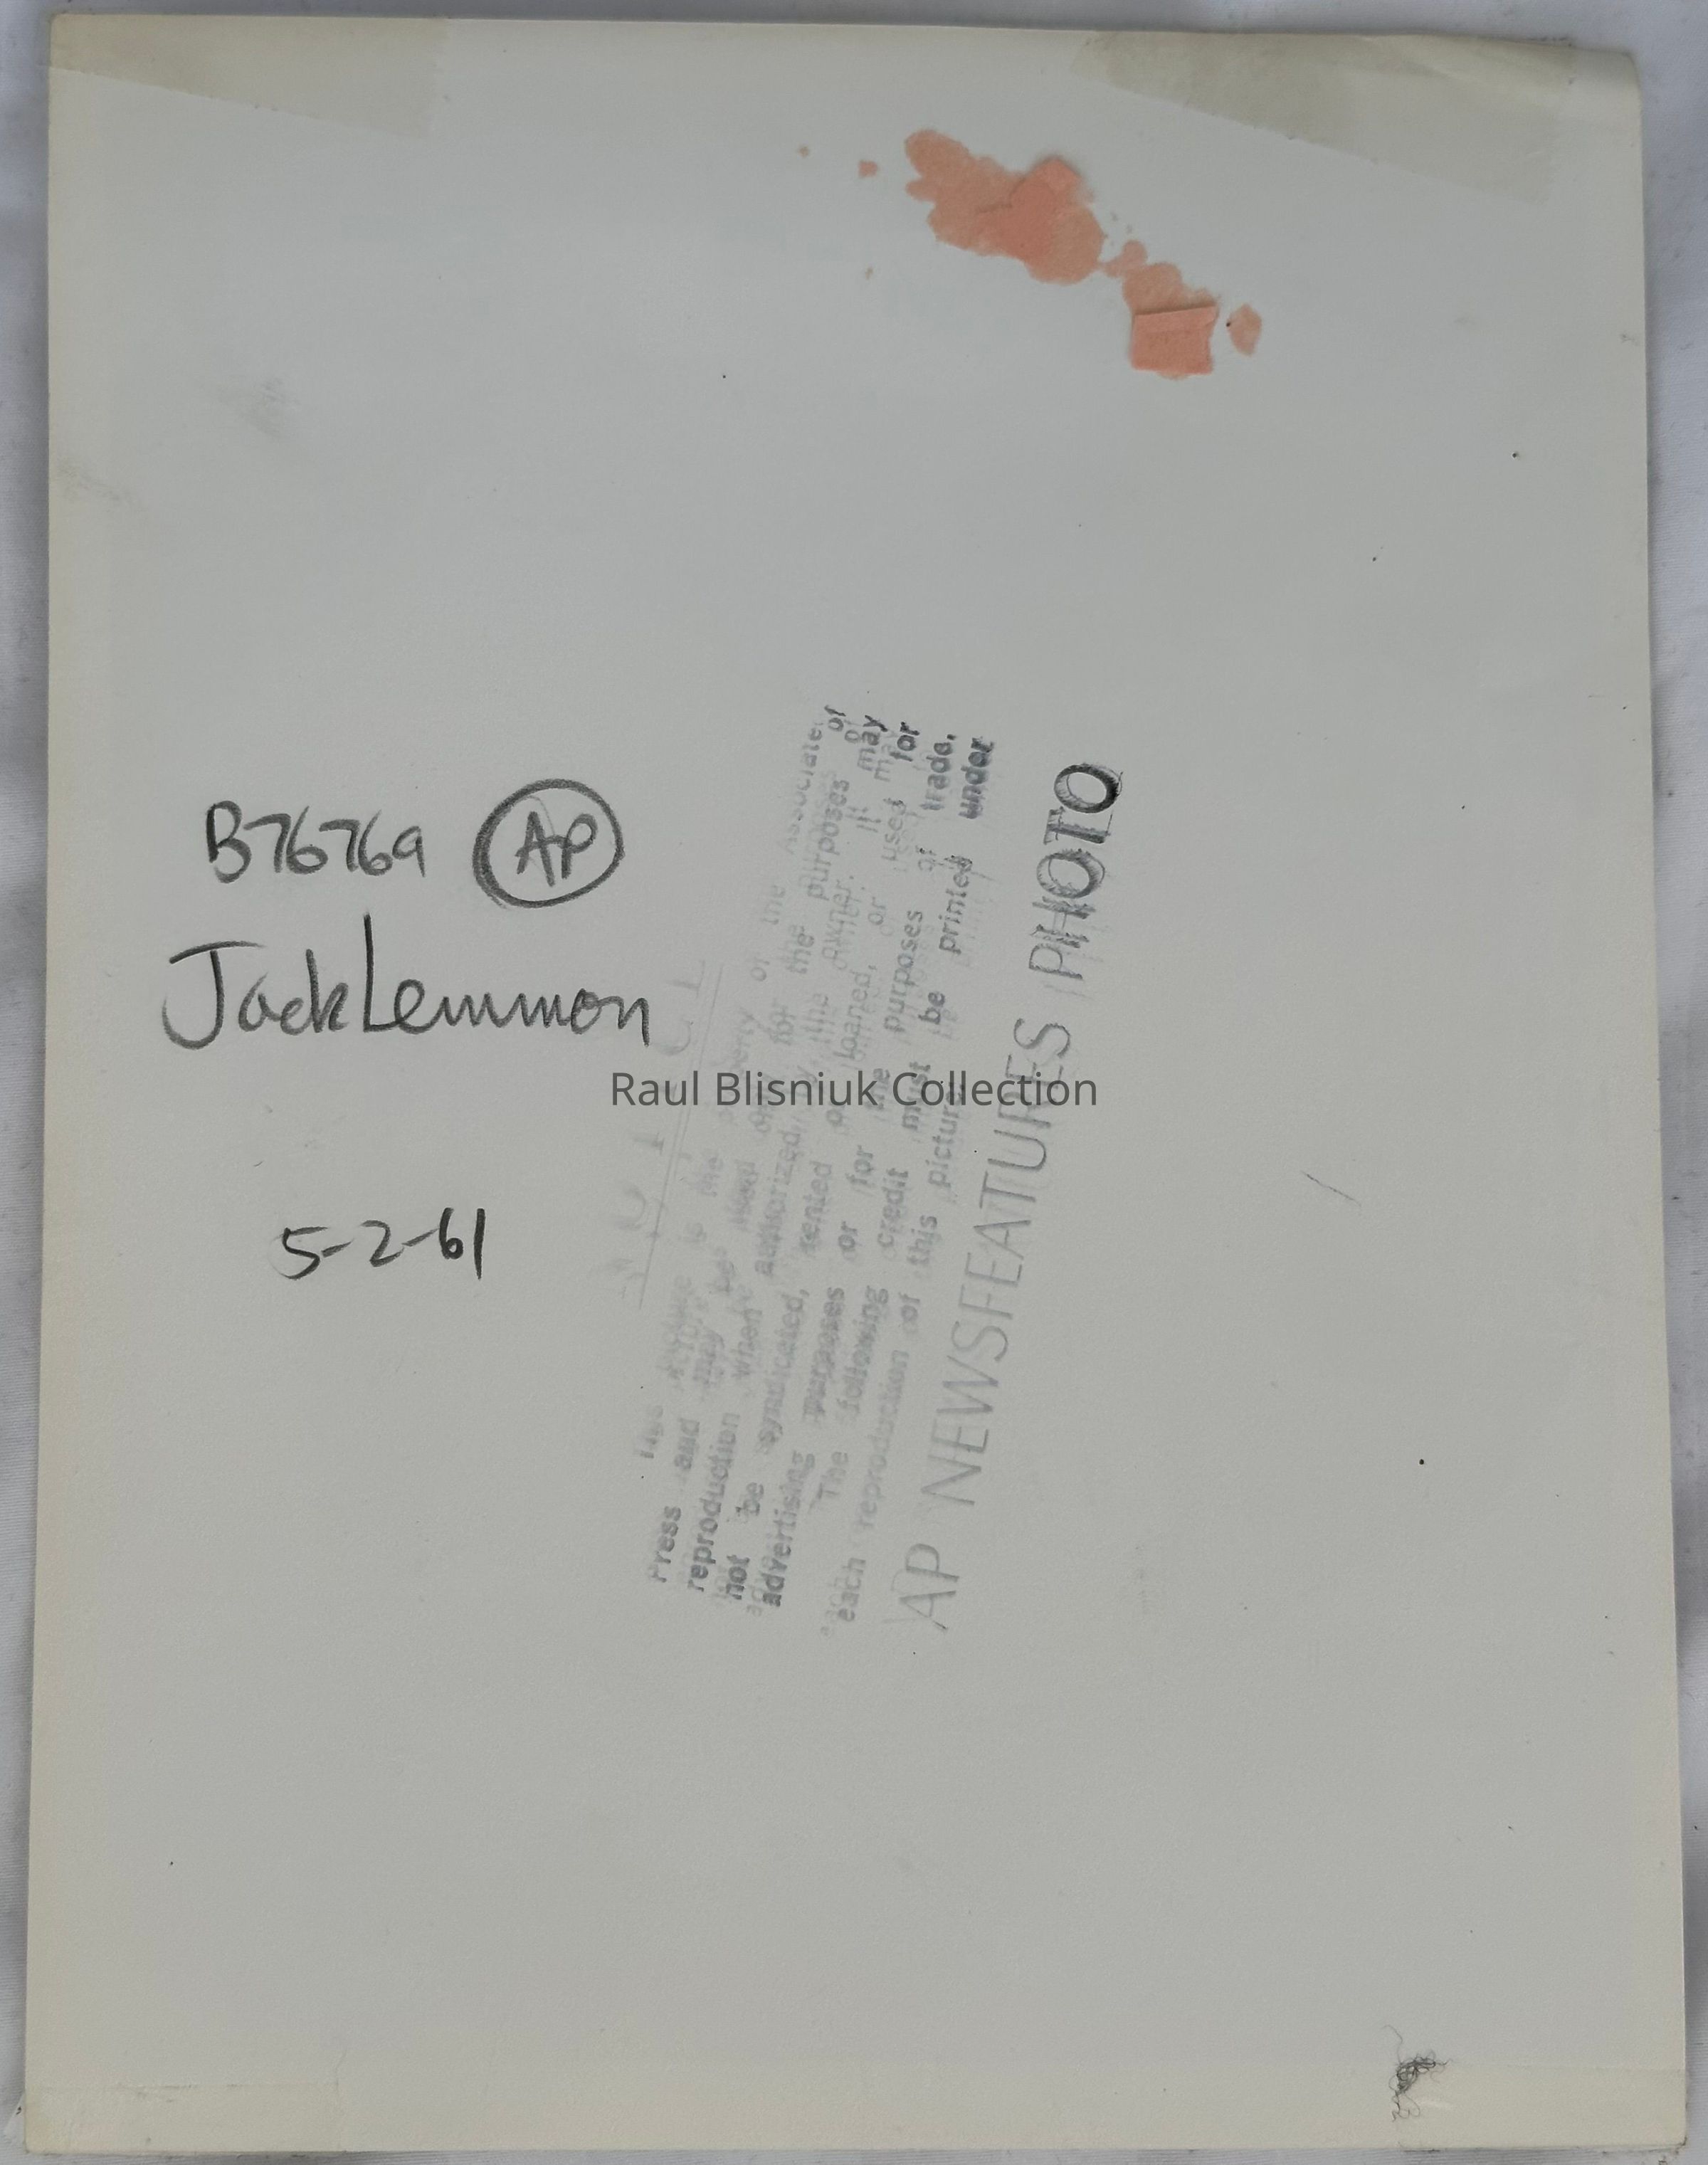 B76769 AP
Jack Lemmon
5-2-61
This picture is the property of the Associated
Press and may be used only for the purposes of
reproduction when authorized by the owner. It may
not be syndicated, rented or loaned, or used for
advertising purposes or for the purposes of trade.
The following credit must be printed under
each reproduction of this picture:
AP NEWSFEATURES PHOTO
Raul Blisniuk Collection